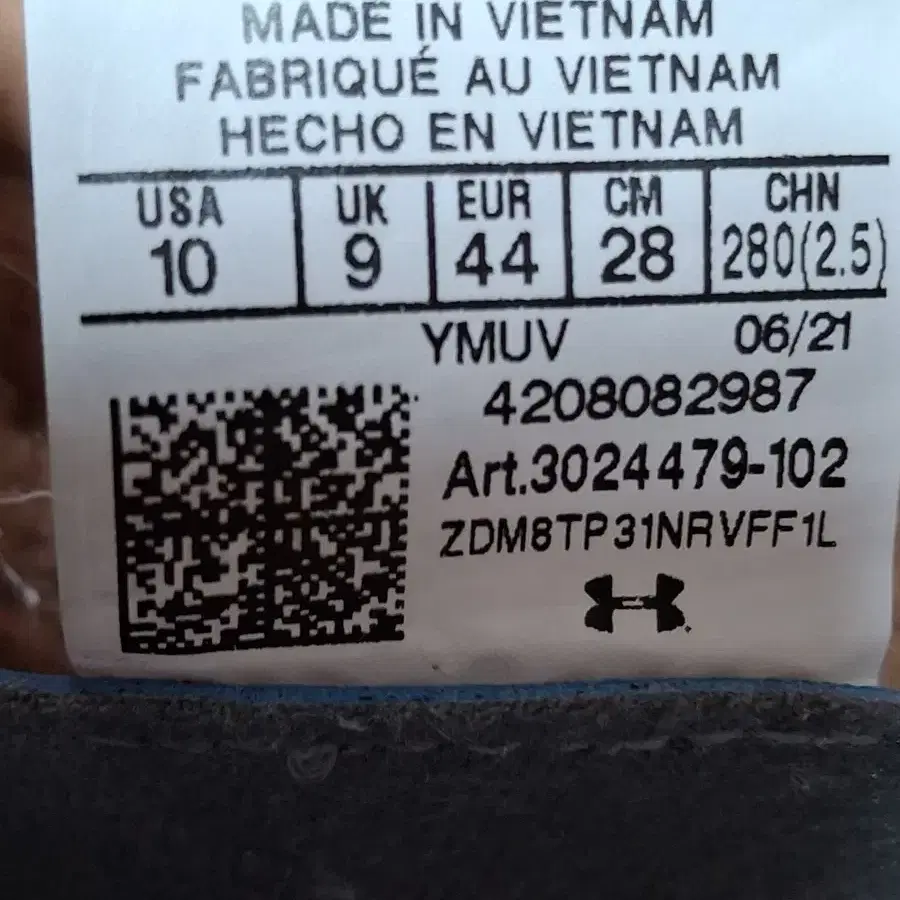 MADE IN VIETNAM
FABRIQUÉ AU VIETNAM
HECHO EN VIETNAM
USA UK EUR CM CHN
10 9 44 28 280(2.5)
YMUV 06/21
4208082987
Art.3024479-102
ZDM8TP31NRVFF1L